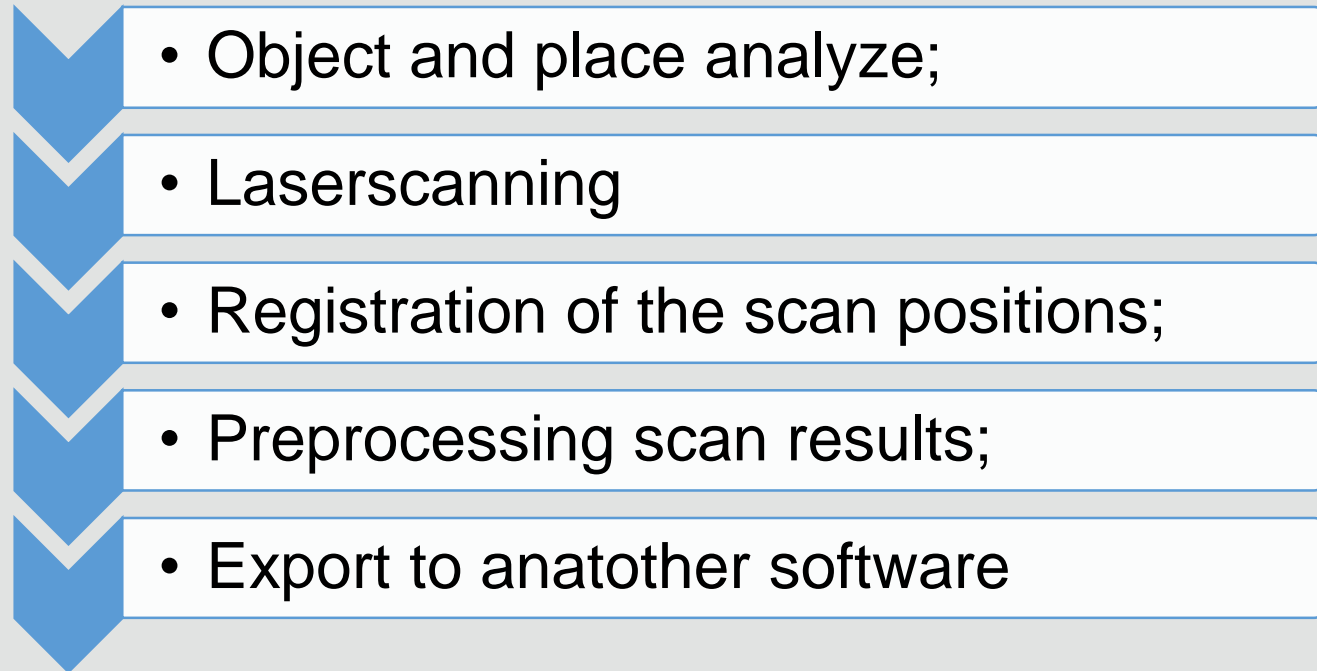 • Object and place analyze;
• Laserscanning
• Registration of the scan positions;
• Preprocessing scan results;
• Export to anatother software